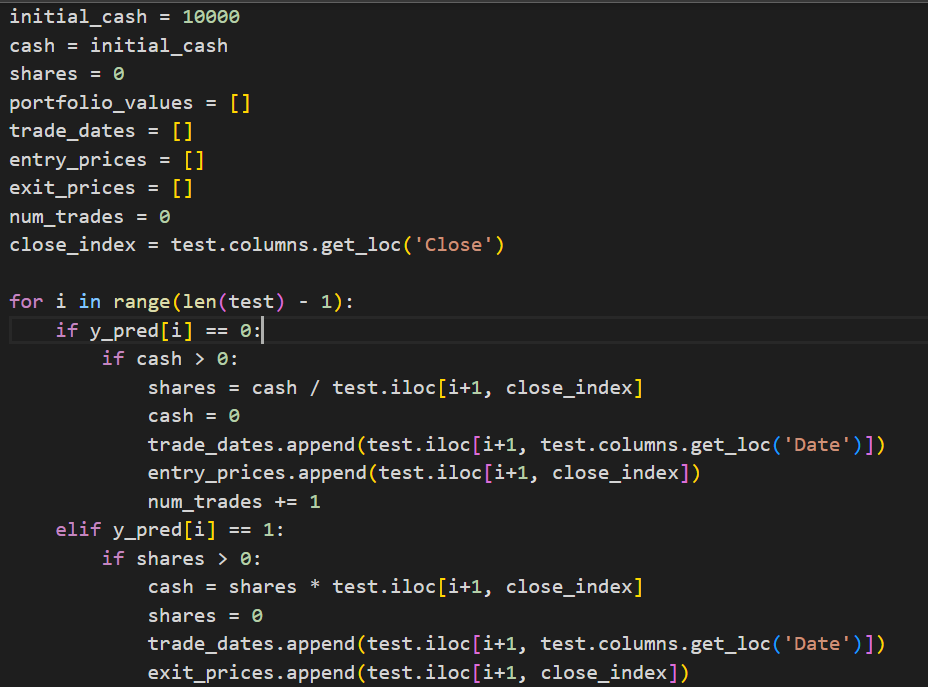 initial_cash = 10000
cash = initial_cash
shares = 0
portfolio_values = []
trade_dates = []
entry_prices = []
exit_prices = []
num_trades = 0
close_index = test.columns.get_loc('Close')

for i in range(len(test) - 1):
    if y_pred[i] == 0:
        if cash > 0:
            shares = cash / test.iloc[i+1, close_index]
            cash = 0
            trade_dates.append(test.iloc[i+1, test.columns.get_loc('Date')])
            entry_prices.append(test.iloc[i+1, close_index])
            num_trades += 1
    elif y_pred[i] == 1:
        if shares > 0:
            cash = shares * test.iloc[i+1, close_index]
            shares = 0
            trade_dates.append(test.iloc[i+1, test.columns.get_loc('Date')])
            exit_prices.append(test.iloc[i+1, close_index])